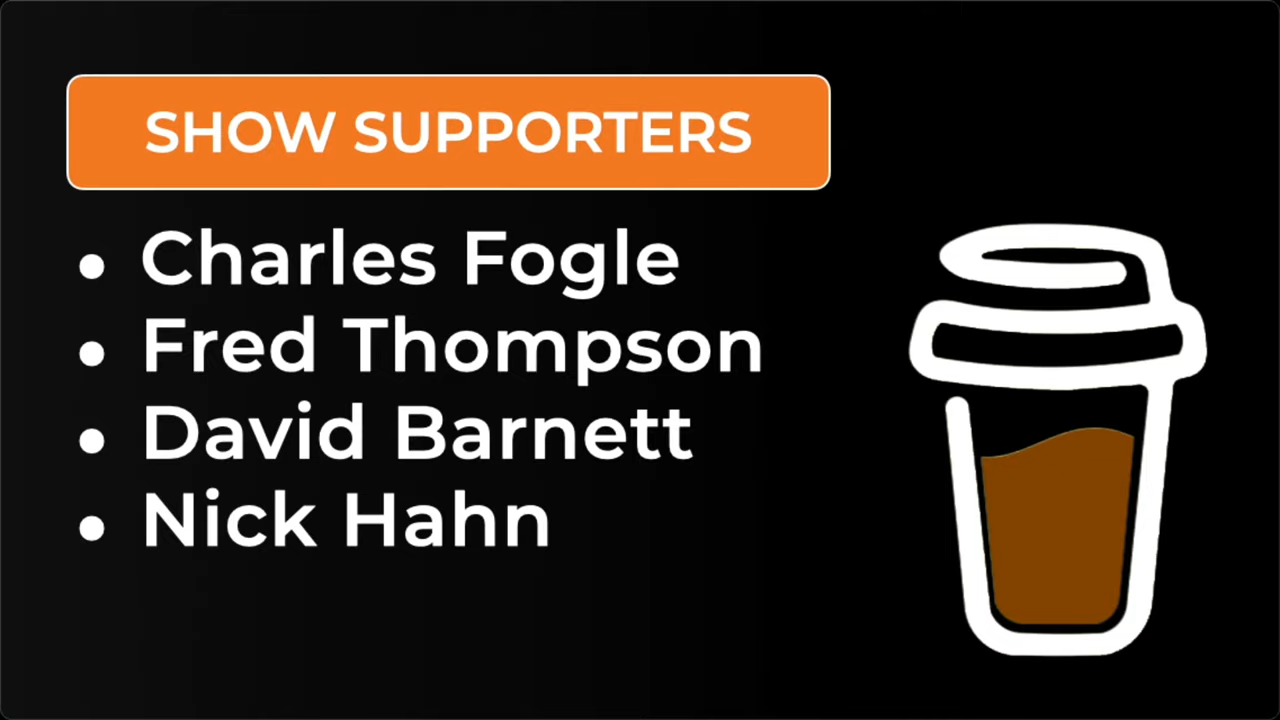 SHOW SUPPORTERS
• Charles Fogle
• Fred Thompson
• David Barnett
• Nick Hahn